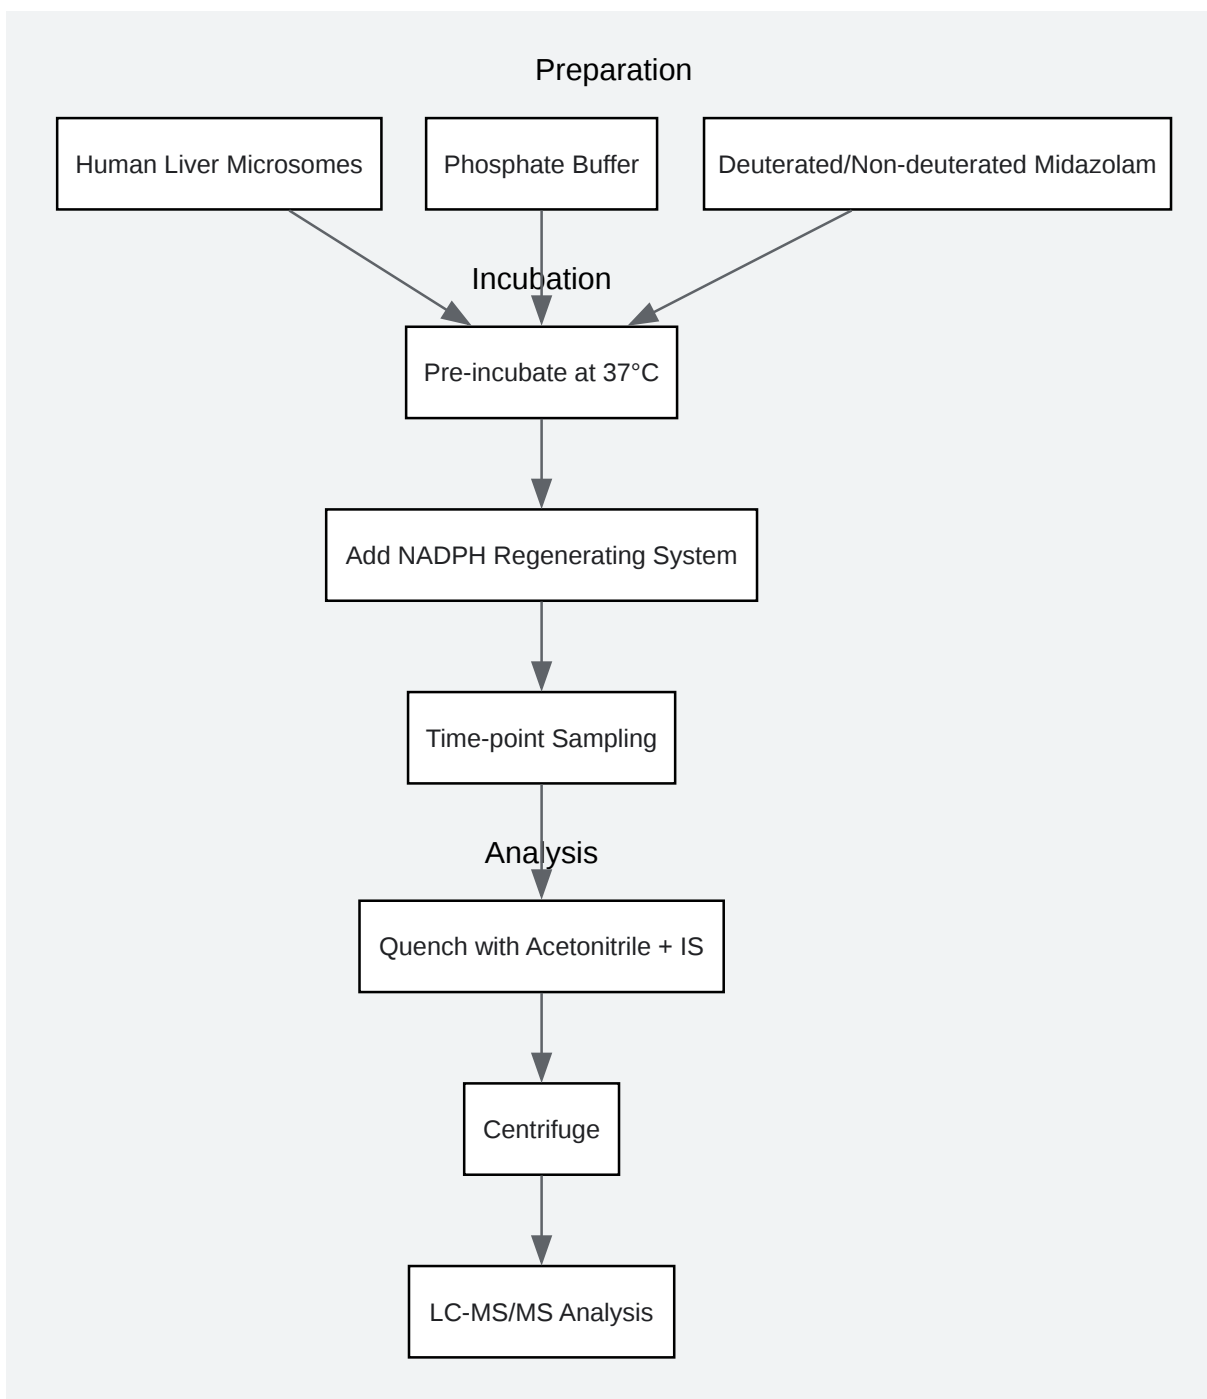 Preparation
Human Liver Microsomes
Phosphate Buffer
Deuterated/Non-deuterated Midazolam
Incubation
Pre-incubate at 37°C
Add NADPH Regenerating System
Time-point Sampling
Analysis
Quench with Acetonitrile + IS
Centrifuge
LC-MS/MS Analysis